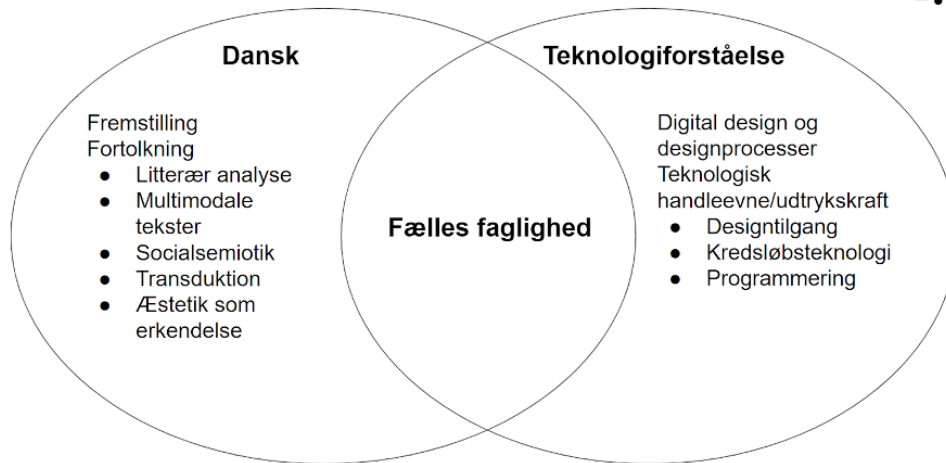 Dansk
Fremstilling
Fortolkning
● Litterær analyse
● Multimodale
tekster
● Socialsemiotik
● Transduktion
● Æstetik som
erkendelse
Fælles faglighed
Teknologiforståelse
Digital design og
designprocesser
Teknologisk
handleevne/udtrykskraft
● Designtilgang
● Kredsløbsteknologi
● Programmering